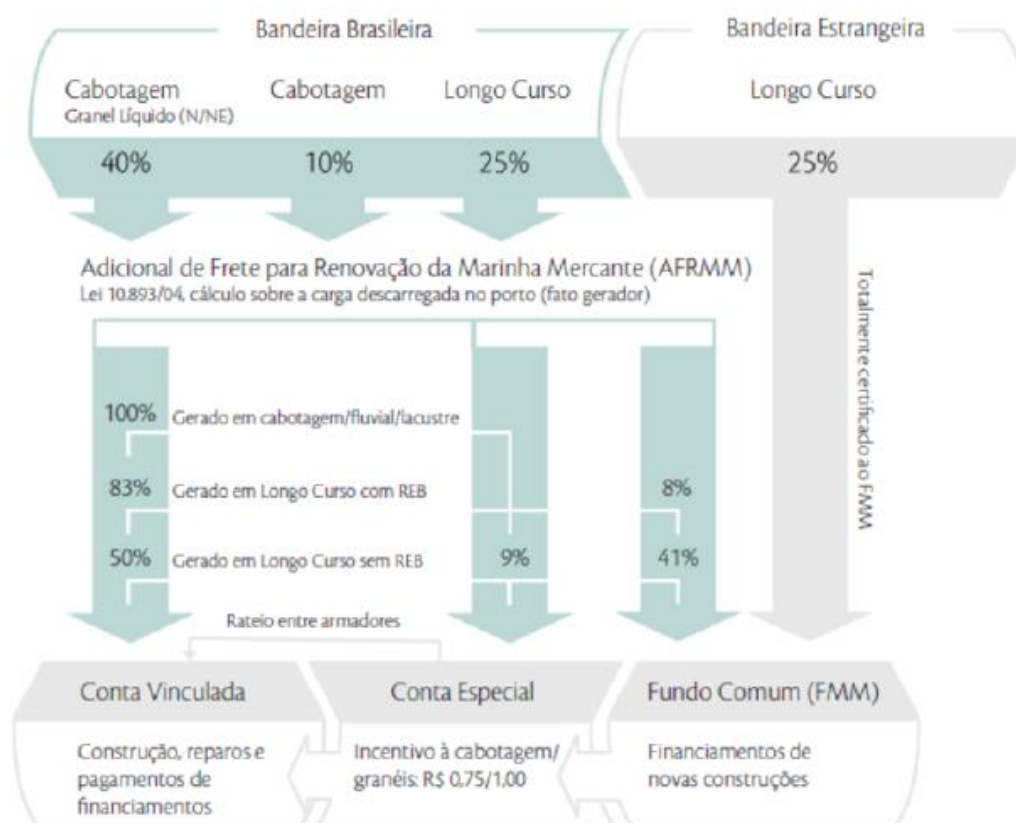 Bandeira Brasileira
Bandeira Estrangeira
Cabotagem
Granel Líquido (N/NE)
Cabotagem
Longo Curso
Longo Curso
40%
10%
25%
25%
Adicional de Frete para Renovação da Marinha Mercante (AFRMM)
Lei 10.893/04, cálculo sobre a carga descarregada no porto (fato gerador)
Totalmente certificado ao FMM
100%
Gerado em cabotagem/fluvial/lacustre
83%
Gerado em Longo Curso com REB
8%
50%
Gerado em Longo Curso sem REB
9%
41%
Rateio entre armadores
Conta Vinculada
Conta Especial
Fundo Comum (FMM)
Construção, reparos e
pagamentos de
financiamentos
Incentivo à cabotagem/
granéis: R$ 0,75/1,00
Financiamentos de
novas construções